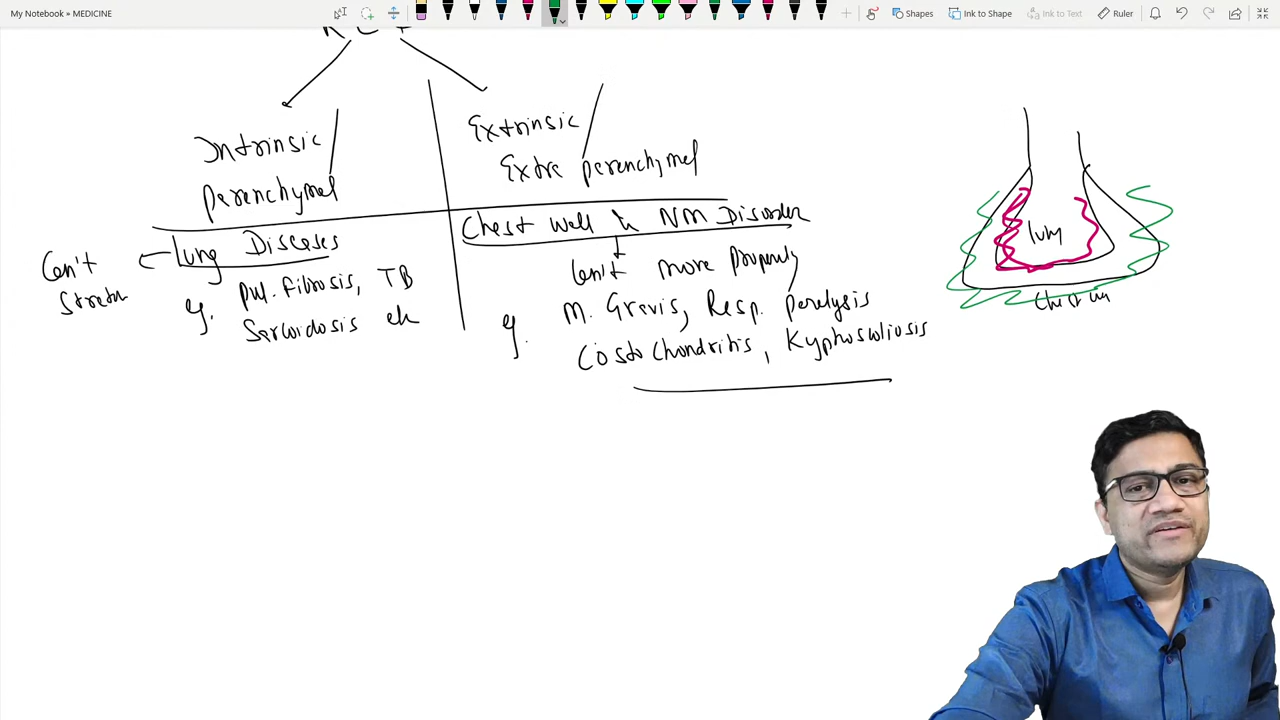 My Notebook » MEDICINE
Shapes
Ink to Shape
Ink to Text
Ruler
Intrinsic
Parenchymal
Extrinsic
Extra parenchymal
Lung Diseases
Can't
Stretch
eg. Pul. fibrosis, TB
Sarcoidosis etc
Chest wall & NM Disorder
Can't move Properly
eg. M. Gravis, Resp. paralysis
Costochondritis, Kyphoscoliosis
lung
Chest